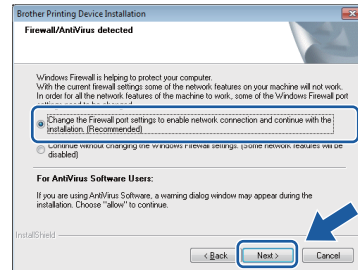 Brother Printing Device Installation
Firewall/AntiVirus detected
Windows Firewall is helping to protect your computer.
With the current firewall settings some of the network features on your machine will not work.
In order for all the network features of the machine to work, some of the Windows Firewall port
Change the Firewall port settings to enable network connection and continue with the
installation. (Recommended)
Continue without changing the Windows Firewall settings. (Some network features will be
disabled)
For AntiVirus Software Users:
If you are using AntiVirus Software, a warning dialog window may appear during the
installation. Choose "allow" to continue.
InstallShield
< Back
Next >
Cancel